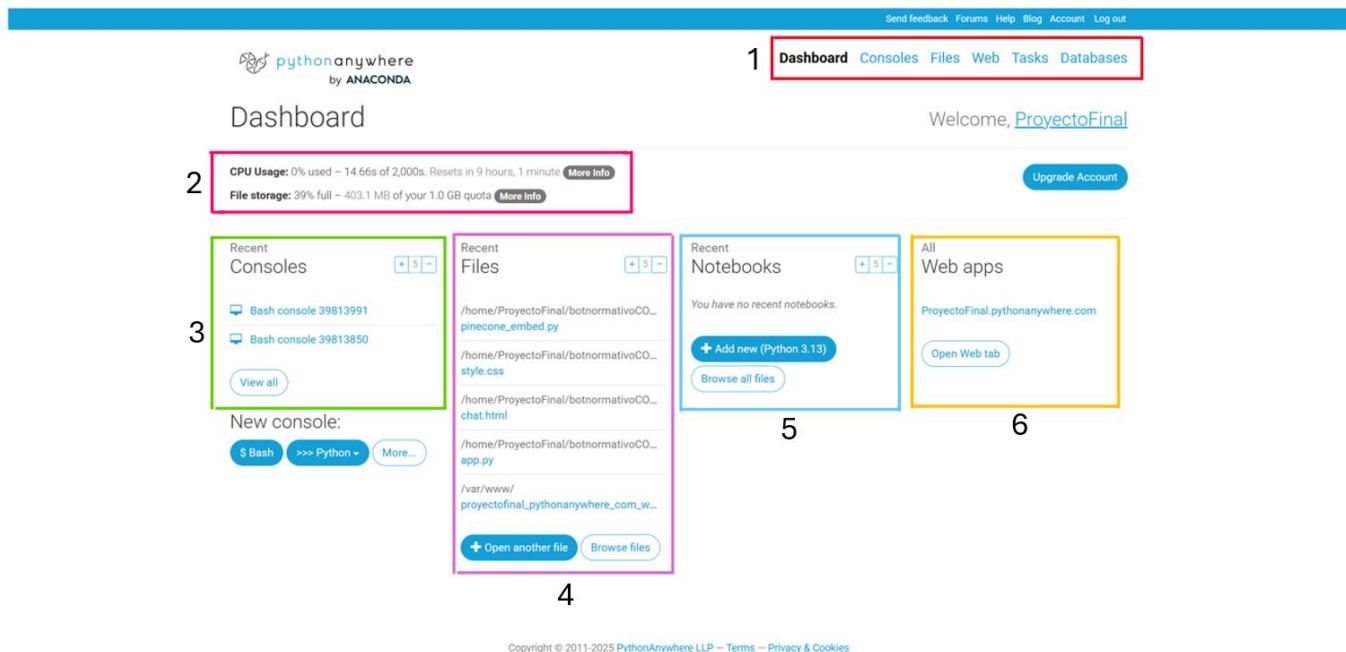 Send feedback Forums Help Blog Account Log out
pythonanywhere
by ANACONDA
1
Dashboard Consoles Files Web Tasks Databases
Dashboard
Welcome, ProyectoFinal
2
CPU Usage: 0% used – 14.66s of 2,000s. Resets in 9 hours, 1 minute More Info
File storage: 39% full – 403.1 MB of your 1.0 GB quota More Info
Upgrade Account
3
Recent
Consoles
+ 5 −
Bash console 39813991
Bash console 39813850
View all
New console:
$ Bash >>> Python More...
Recent
Files
+ 5 −
/home/ProyectoFinal/botnormativoCO...
pinecone_embed.py
/home/ProyectoFinal/botnormativoCO...
style.css
/home/ProyectoFinal/botnormativoCO...
chat.html
/home/ProyectoFinal/botnormativoCO...
app.py
/var/www/
proyectofinal_pythonanywhere_com_w...
+ Open another file Browse files
4
Recent
Notebooks
+ 5 −
You have no recent notebooks.
+ Add new (Python 3.13)
Browse all files
5
All
Web apps
ProyectoFinal.pythonanywhere.com
Open Web tab
6
Copyright © 2011-2025 PythonAnywhere LLP — Terms — Privacy & Cookies